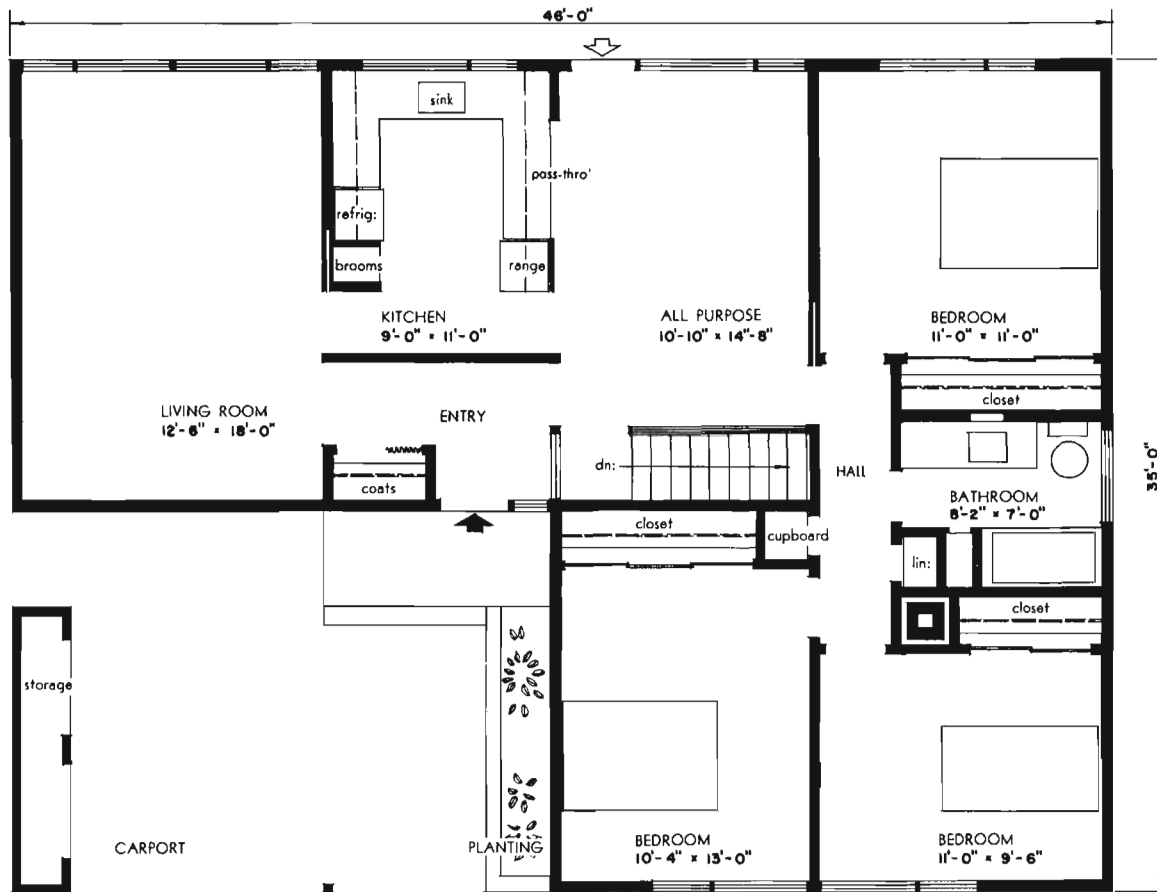 46'-0"
sink
pass-thro'
refrig:
brooms
range
KITCHEN
9'-0" × 11'-0"
ALL PURPOSE
10'-10" × 14'-8"
BEDROOM
11'-0" × 11'-0"
closet
LIVING ROOM
12'-6" × 18'-0"
ENTRY
coats
dn:
HALL
BATHROOM
8'-2" × 7'-0"
35'-0"
closet
cupboard
lin:
closet
storage
CARPORT
PLANTING
BEDROOM
10'-4" × 13'-0"
BEDROOM
11'-0" × 9'-6"